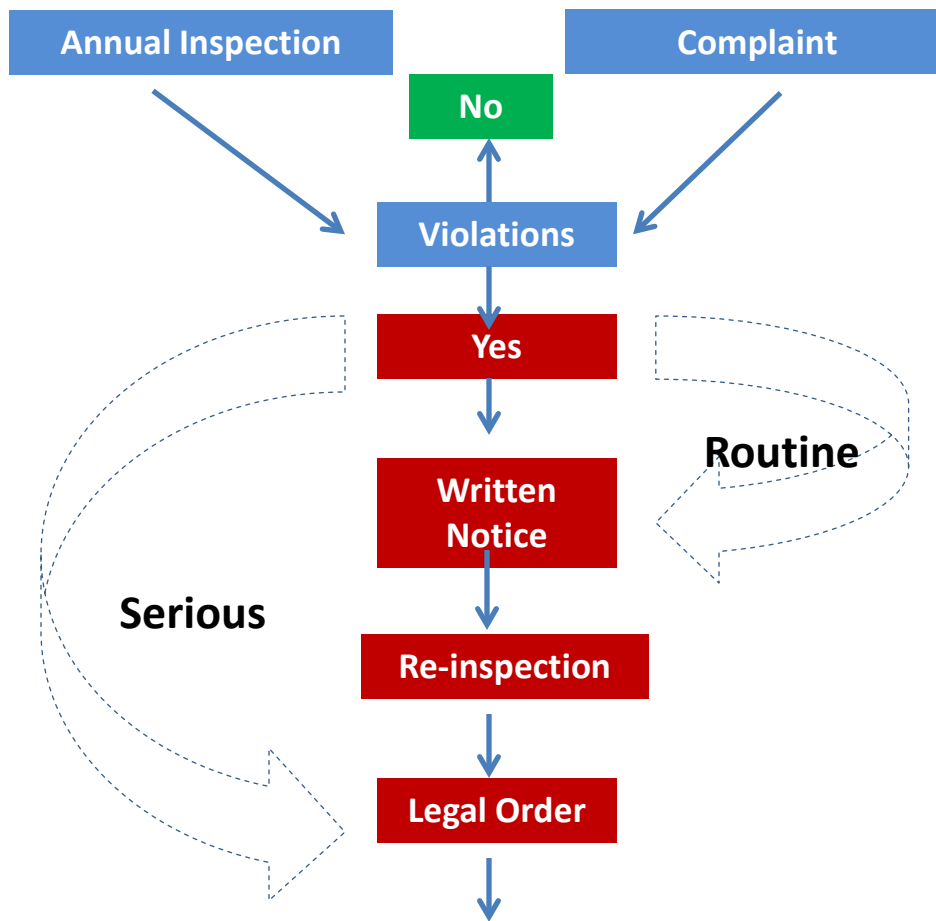 Annual Inspection
Complaint
No
Violations
Yes
Routine
Written
Notice
Serious
Re-inspection
Legal Order